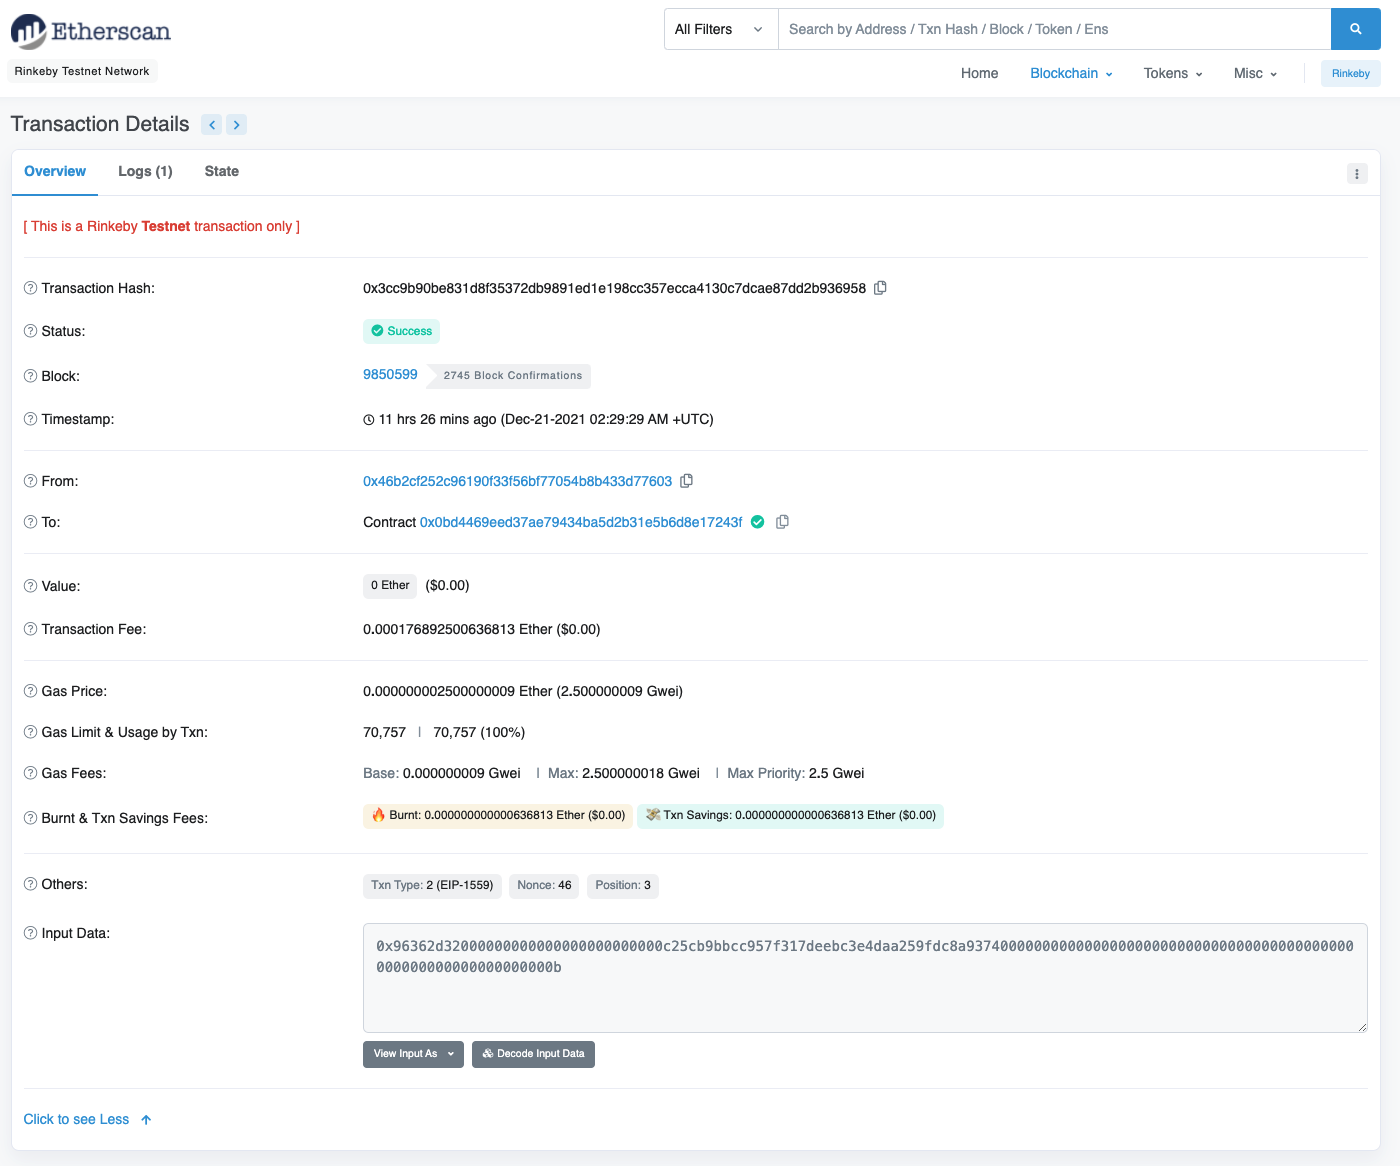 Etherscan
All Filters
Search by Address / Txn Hash / Block / Token / Ens
Rinkeby Testnet Network
Home Blockchain Tokens Misc Rinkeby
Transaction Details
Overview Logs (1) State
[ This is a Rinkeby Testnet transaction only ]
Transaction Hash: 0x3cc9b90be831d8f35372db9891ed1e198cc357ecca4130c7dcae87dd2b936958
Status: Success
Block: 9850599 2745 Block Confirmations
Timestamp: 11 hrs 26 mins ago (Dec-21-2021 02:29:29 AM +UTC)
From: 0x46b2cf252c96190f33f56bf77054b8b433d77603
To: Contract 0x0bd4469eed37ae79434ba5d2b31e5b6d8e17243f
Value: 0 Ether ($0.00)
Transaction Fee: 0.000176892500636813 Ether ($0.00)
Gas Price: 0.000000002500000009 Ether (2.500000009 Gwei)
Gas Limit & Usage by Txn: 70,757 | 70,757 (100%)
Gas Fees: Base: 0.000000009 Gwei | Max: 2.500000018 Gwei | Max Priority: 2.5 Gwei
Burnt & Txn Savings Fees: 🔥 Burnt: 0.000000000000636813 Ether ($0.00) 💸 Txn Savings: 0.000000000000636813 Ether ($0.00)
Others: Txn Type: 2 (EIP-1559) Nonce: 46 Position: 3
Input Data: 0x96362d32000000000000000000000000c25cb9bbcc957f317deebc3e4daa259fdc8a9374000000000000000000000000000000000000000000
000000000000000000000b
View Input As Decode Input Data
Click to see Less